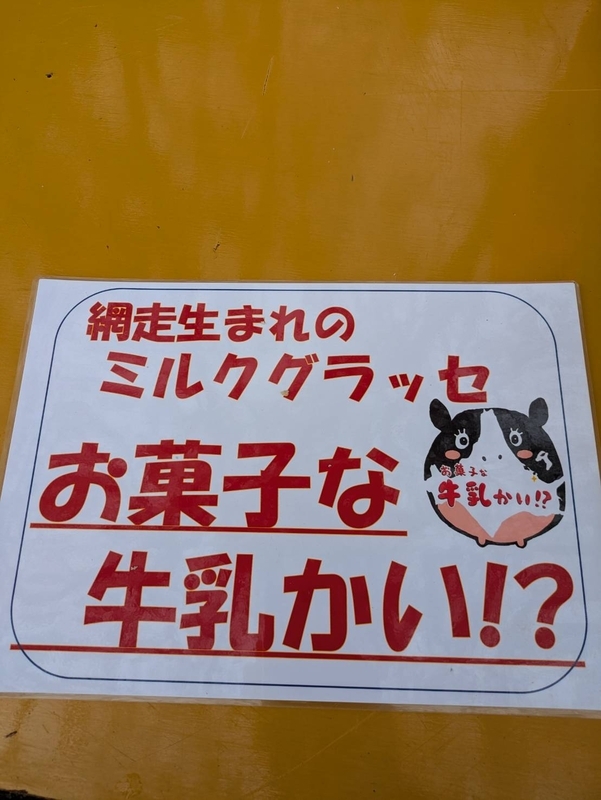 網走生まれの
ミルクグラッセ
お菓子な
牛乳かい!?
お菓子な
牛乳かい!?